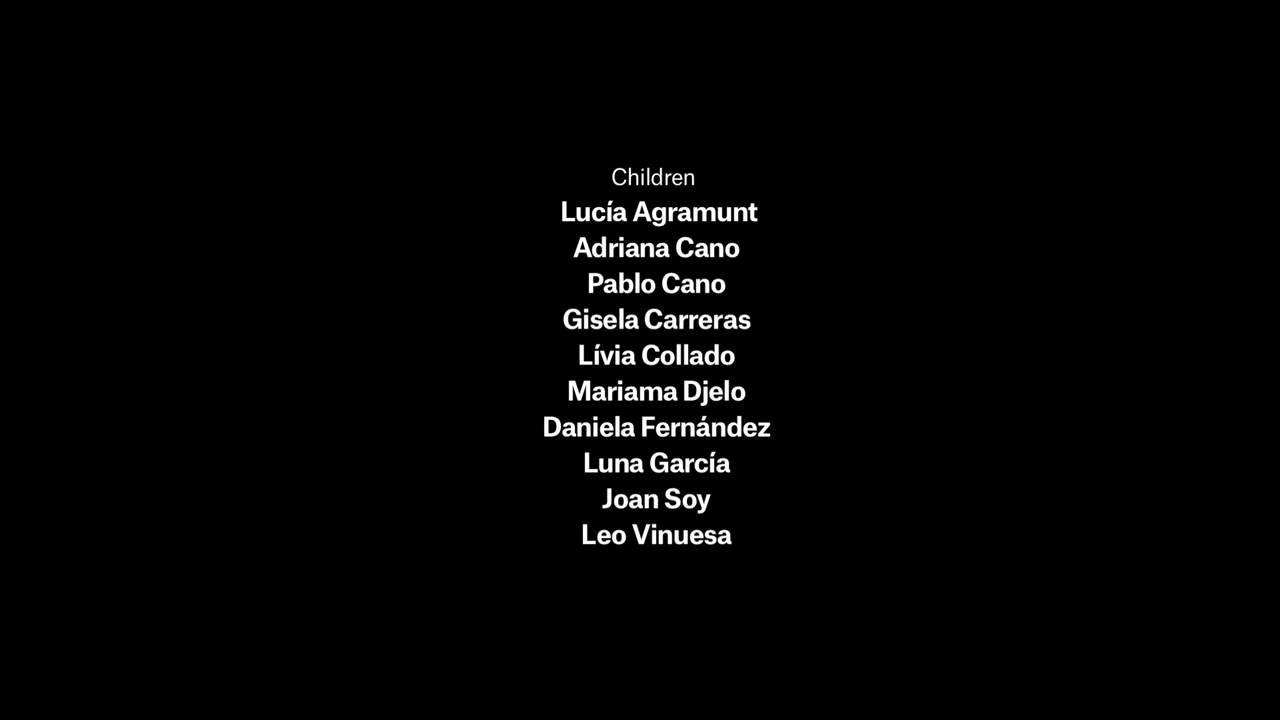 Children
Lucía Agramunt
Adriana Cano
Pablo Cano
Gisela Carreras
Lívia Collado
Mariama Djelo
Daniela Fernández
Luna García
Joan Soy
Leo Vinuesa